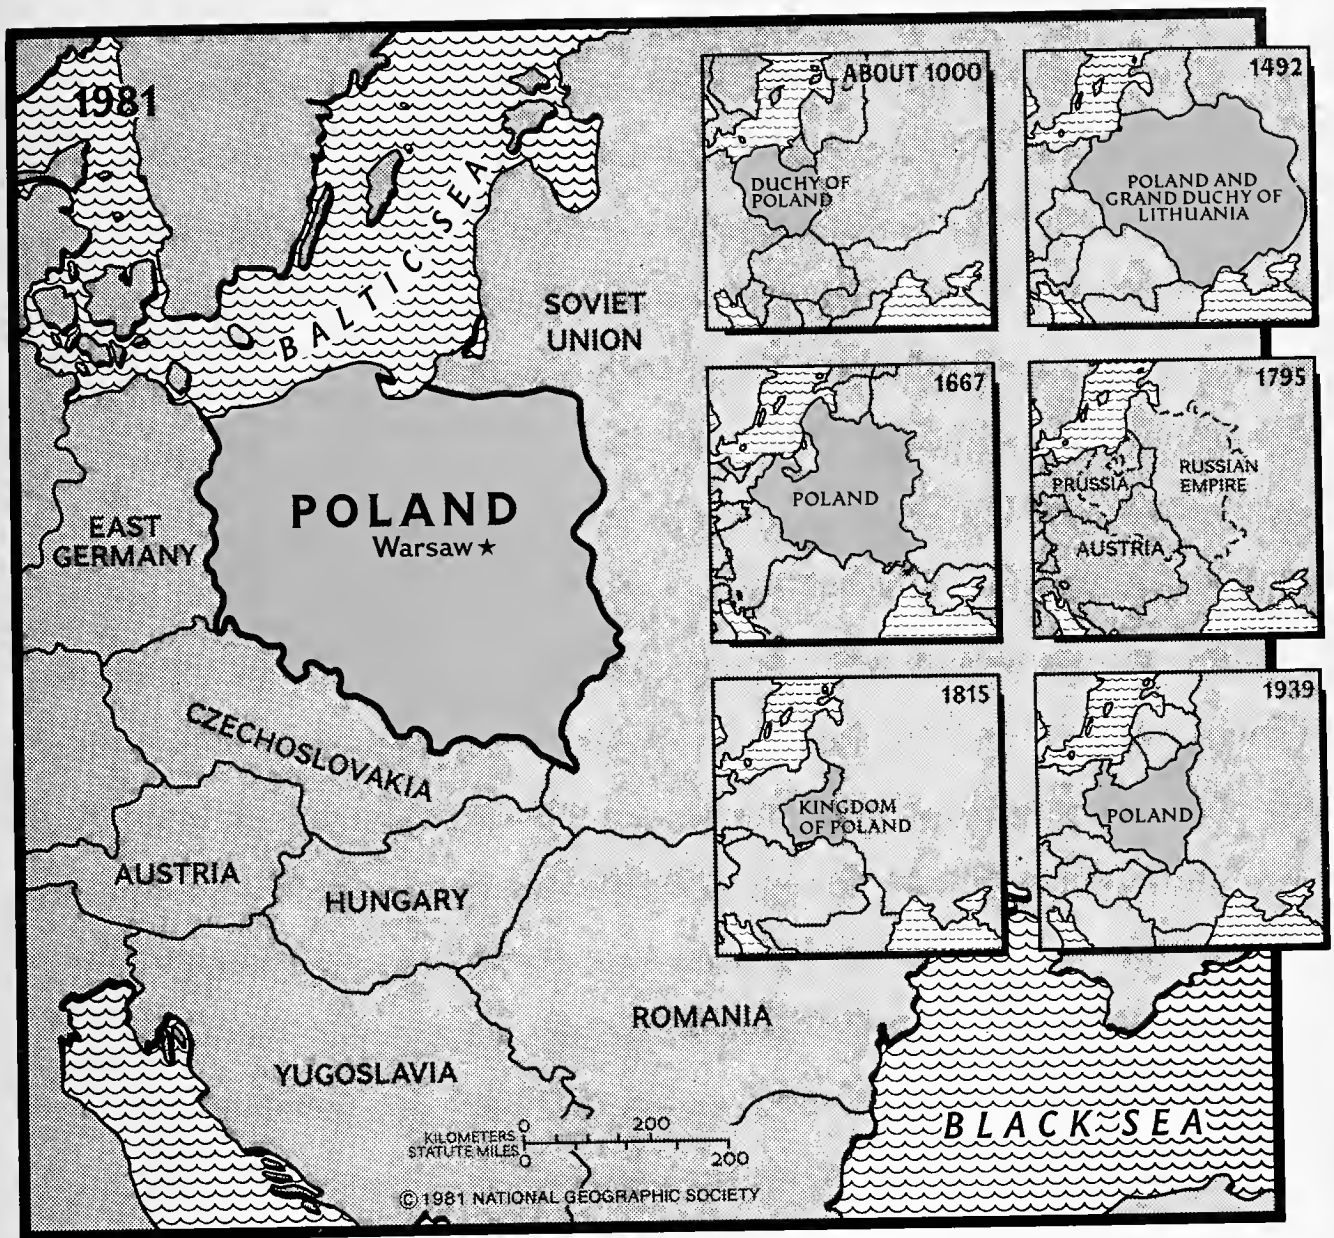 1981
BALTIC SEA
SOVIET
UNION
POLAND
Warsaw ★
EAST
GERMANY
CZECHOSLOVAKIA
AUSTRIA
HUNGARY
ROMANIA
YUGOSLAVIA
BLACK SEA
0 200
KILOMETERS
STATUTE MILES
0 200
© 1981 NATIONAL GEOGRAPHIC SOCIETY
ABOUT 1000
DUCHY OF
POLAND
1492
POLAND AND
GRAND DUCHY OF
LITHUANIA
1667
POLAND
1795
PRUSSIA
RUSSIAN
EMPIRE
AUSTRIA
1815
KINGDOM
OF POLAND
1939
POLAND